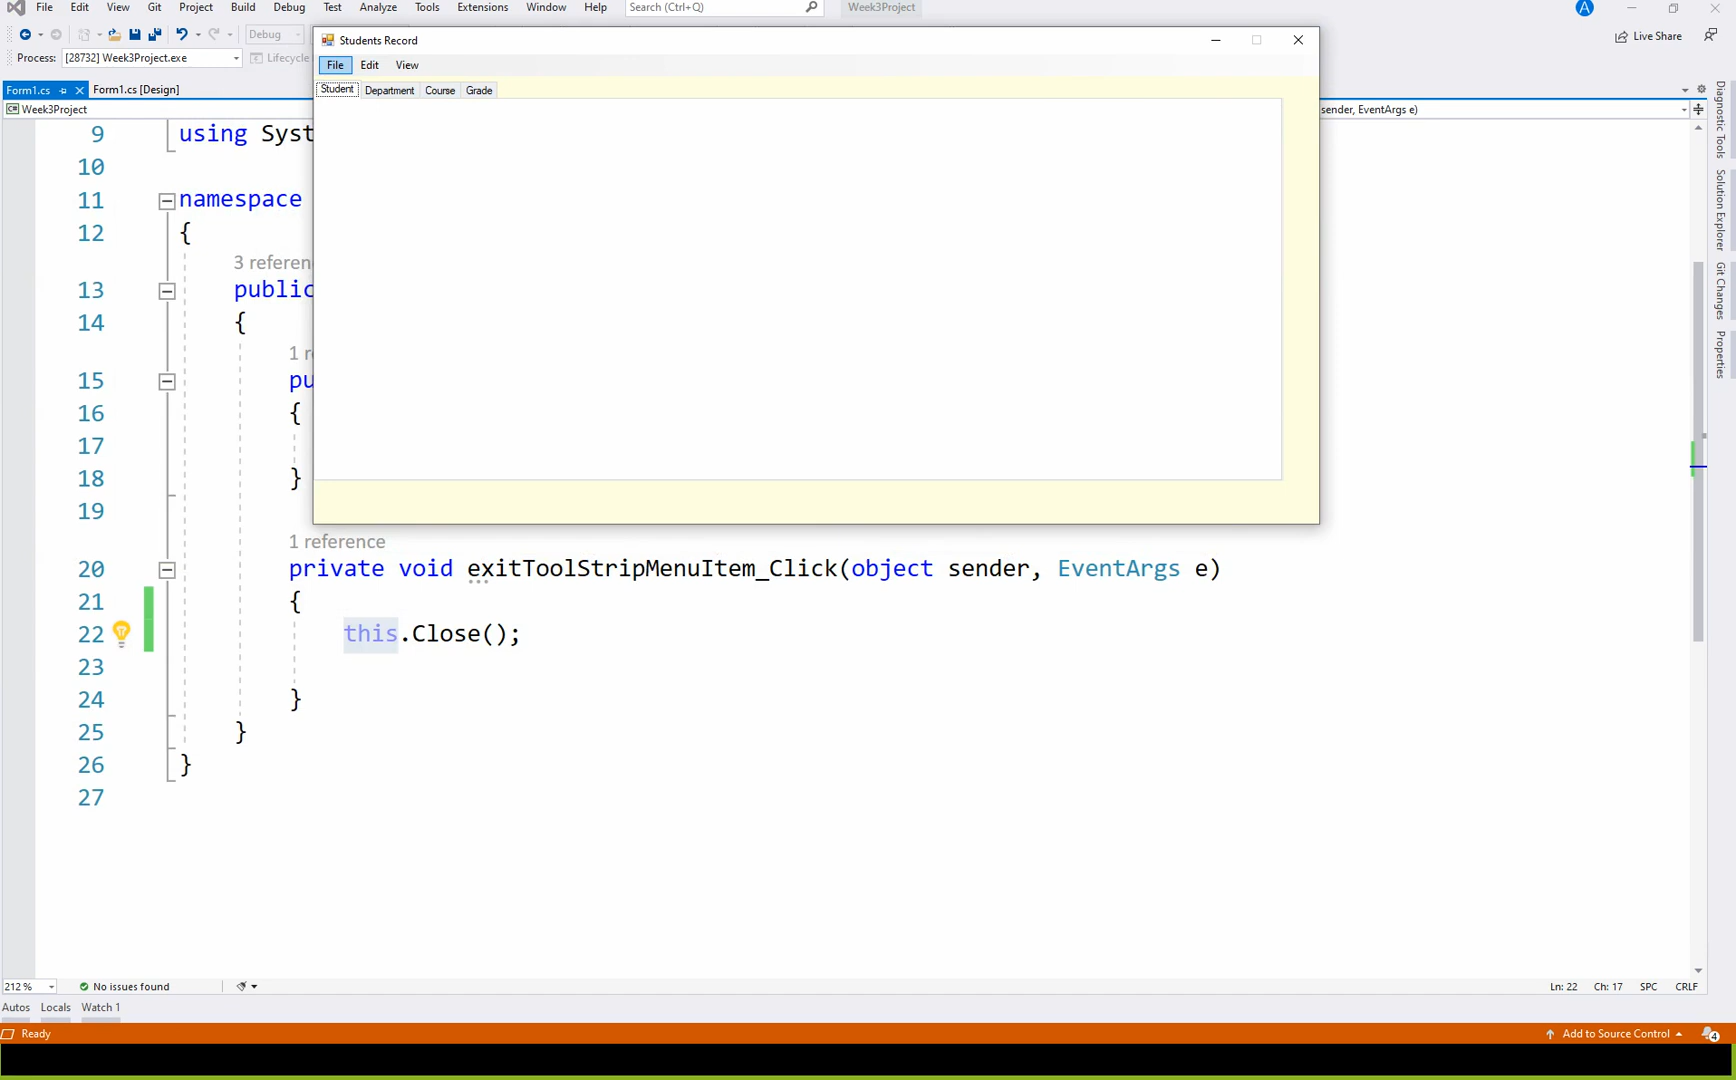 File Edit View Git Project Build Debug Test Analyze Tools Extensions Window Help Search (Ctrl+Q) Week3Project A
Debug Live Share
Process: [28732] Week3Project.exe Lifecycle
Form1.cs Form1.cs [Design]
Week3Project sender, EventArgs e)
Students Record
File Edit View
Student Department Course Grade
9 using Syst
10
11 namespace
12 {
3 referen
13 public
14 {
1 re
15 pu
16 {
17
18 }
19
1 reference
20 private void exitToolStripMenuItem_Click(object sender, EventArgs e)
21 {
22 this.Close();
23
24 }
25 }
26 }
27
Diagnostic Tools
Solution Explorer
Git Changes
Properties
212 % No issues found Ln: 22 Ch: 17 SPC CRLF
Autos Locals Watch 1
Ready Add to Source Control 4